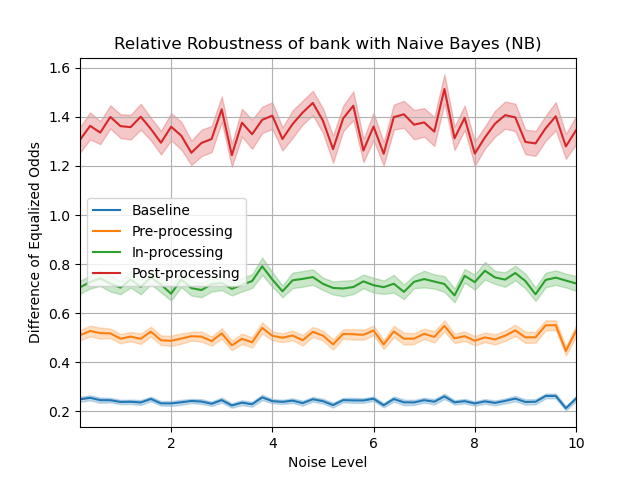 Relative Robustness of bank with Naive Bayes (NB)
Difference of Equalized Odds
1.6
1.4
1.2
1.0
0.8
0.6
0.4
0.2
Baseline
Pre-processing
In-processing
Post-processing
2 4 6 8 10
Noise Level